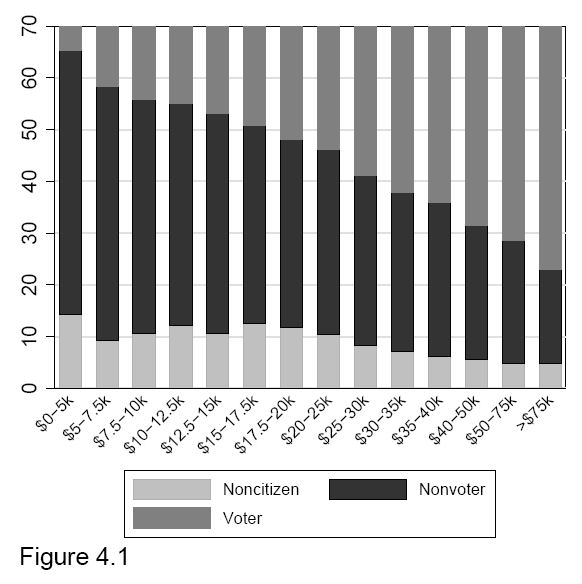 70
60
50
40
30
20
10
0
$0–5k
$5–7.5k
$7.5–10k
$10–12.5k
$12.5–15k
$15–17.5k
$17.5–20k
$20–25k
$25–30k
$30–35k
$35–40k
$40–50k
$50–75k
>$75k
Noncitizen Nonvoter
Voter
Figure 4.1